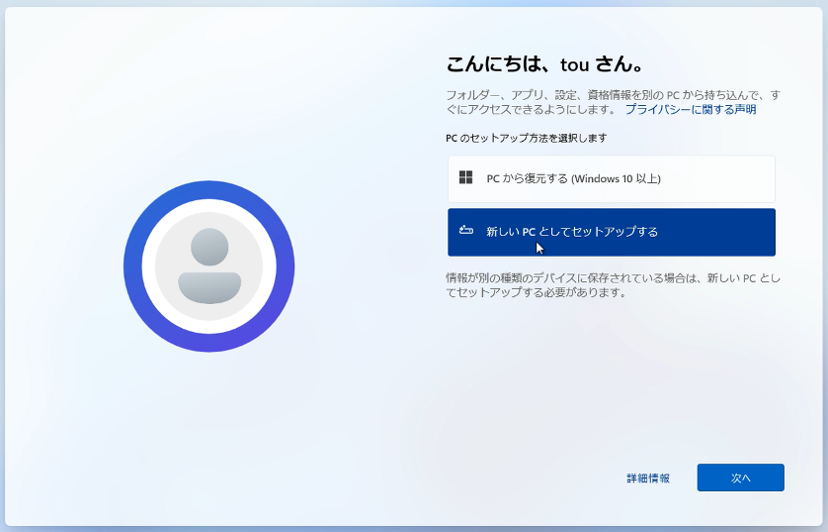 こんにちは、tou さん。
フォルダー、アプリ、設定、資格情報を別の PC から持ち込んで、す
ぐにアクセスできるようにします。 プライバシーに関する声明
PC のセットアップ方法を選択します
PC から復元する (Windows 10 以上)
新しい PC としてセットアップする
情報が別の種類のデバイスに保存されている場合は、新しい PC とし
てセットアップする必要があります。
詳細情報
次へ